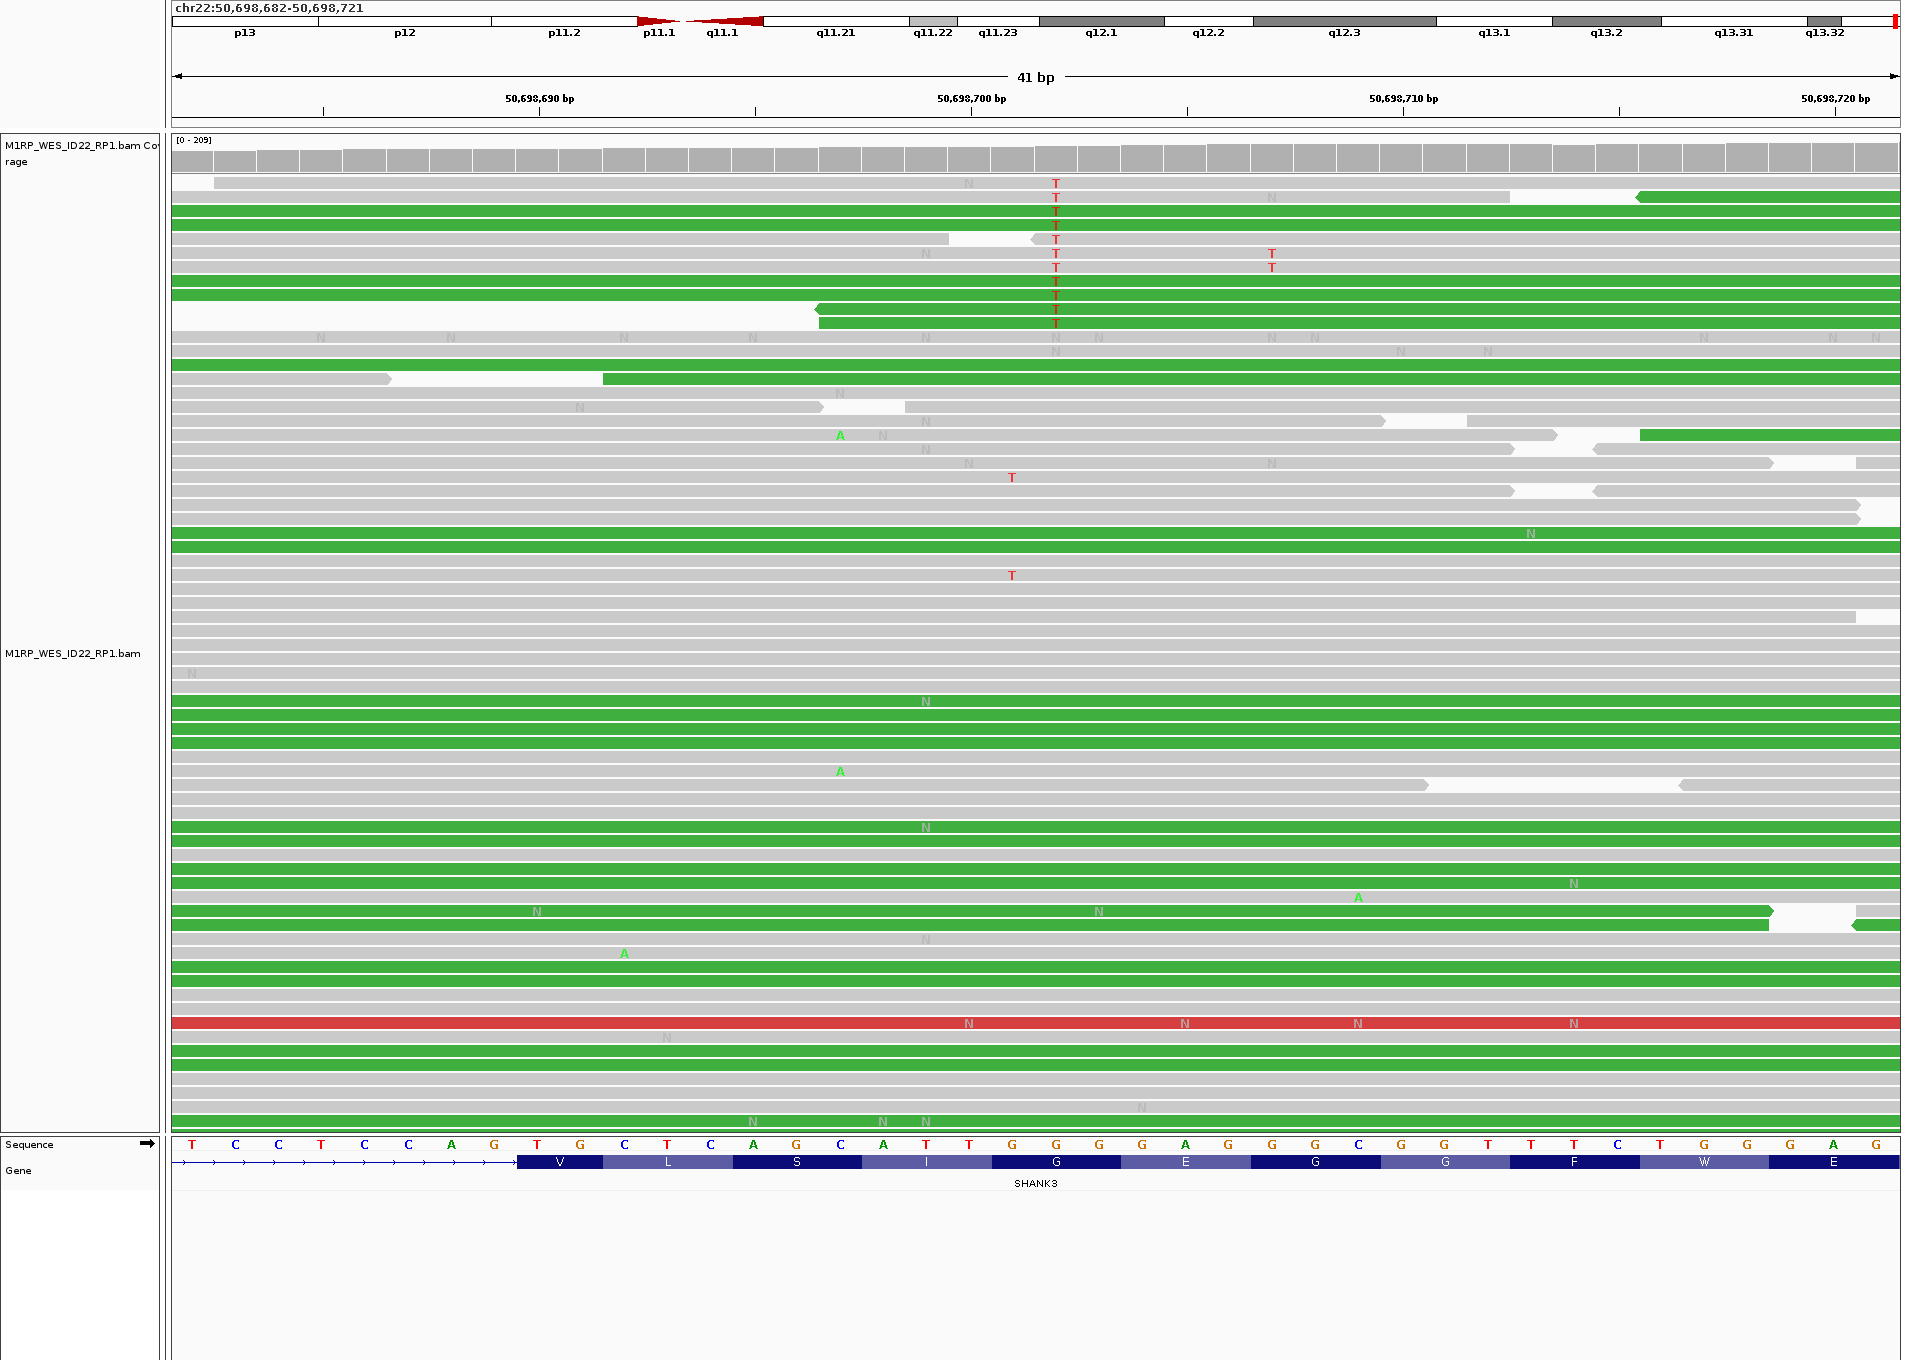 chr22:50,698,682-50,698,721
p13 p12 p11.2 p11.1 q11.1 q11.21 q11.22 q11.23 q12.1 q12.2 q12.3 q13.1 q13.2 q13.31 q13.32
41 bp
50,698,690 bp 50,698,700 bp 50,698,710 bp 50,698,720 bp
M1RP_WES_ID22_RP1.bam Co
rage
[0 - 209]
N T
T N
T
T
T
N T T
T T
T
T
T
T
N N N N N N N N N N N N
N N N
N
N
N
A N
N
N N
T
N
T
M1RP_WES_ID22_RP1.bam
N
N
A
N
N
A
N N
N
A
N N N N
N
N
N N N
Sequence T C C T C C A G T G C T C A G C A T T G G G G A G G G C G G T T T C T G G G A G
Gene V L S I G E G G F W E
SHANK3